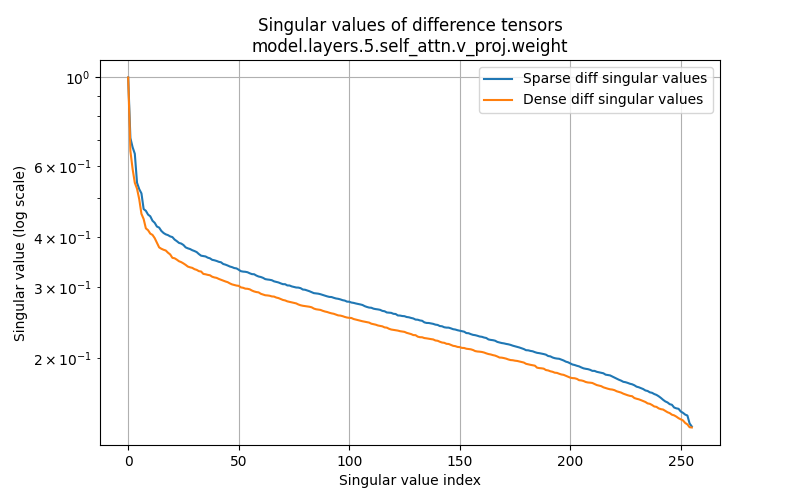 Singular values of difference tensors
model.layers.5.self_attn.v_proj.weight
Sparse diff singular values
Dense diff singular values
Singular value (log scale)
10⁰
6 × 10⁻¹
4 × 10⁻¹
3 × 10⁻¹
2 × 10⁻¹
0 50 100 150 200 250
Singular value index